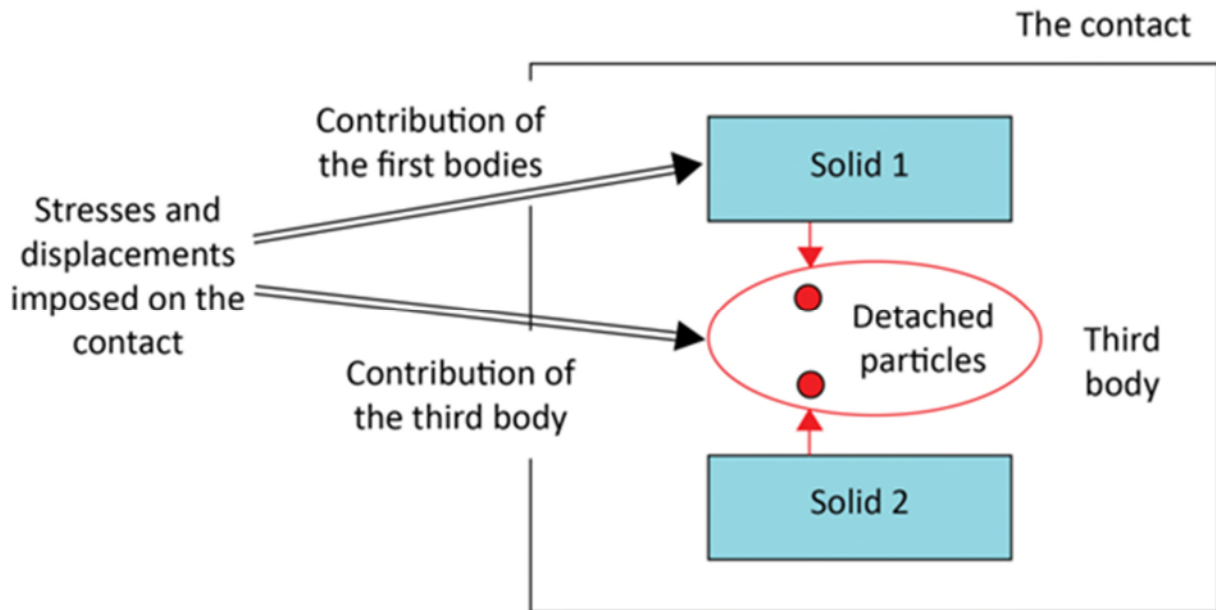 The contact
Contribution of
the first bodies
Solid 1
Stresses and
displacements
imposed on the
contact
Detached
particles
Third
body
Contribution of
the third body
Solid 2